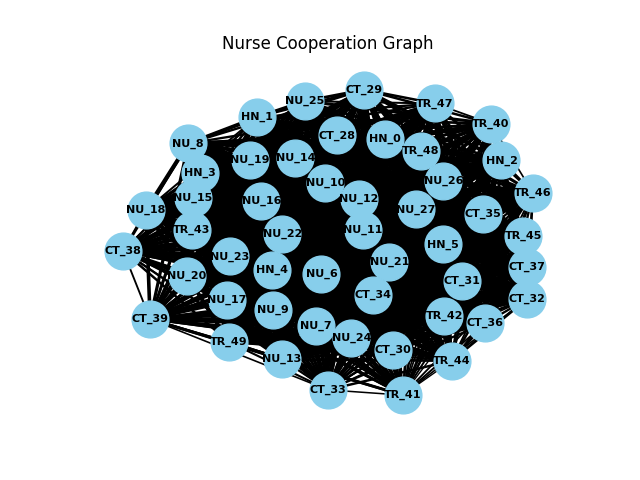 Nurse Cooperation Graph
CT_29
NU_25
TR_47
HN_1
TR_40
CT_28
HN_0
NU_8
TR_48
NU_14
NU_19
HN_2
HN_3
NU_26
NU_10
TR_46
NU_15
NU_12
NU_16
NU_18
NU_27
CT_35
TR_43
NU_11
NU_22
TR_45
HN_5
CT_38
NU_23
NU_21
CT_37
HN_4
NU_6
NU_20
CT_31
CT_34
CT_32
NU_17
NU_9
TR_42
CT_39
CT_36
NU_7
NU_24
TR_49
CT_30
NU_13
TR_44
CT_33
TR_41